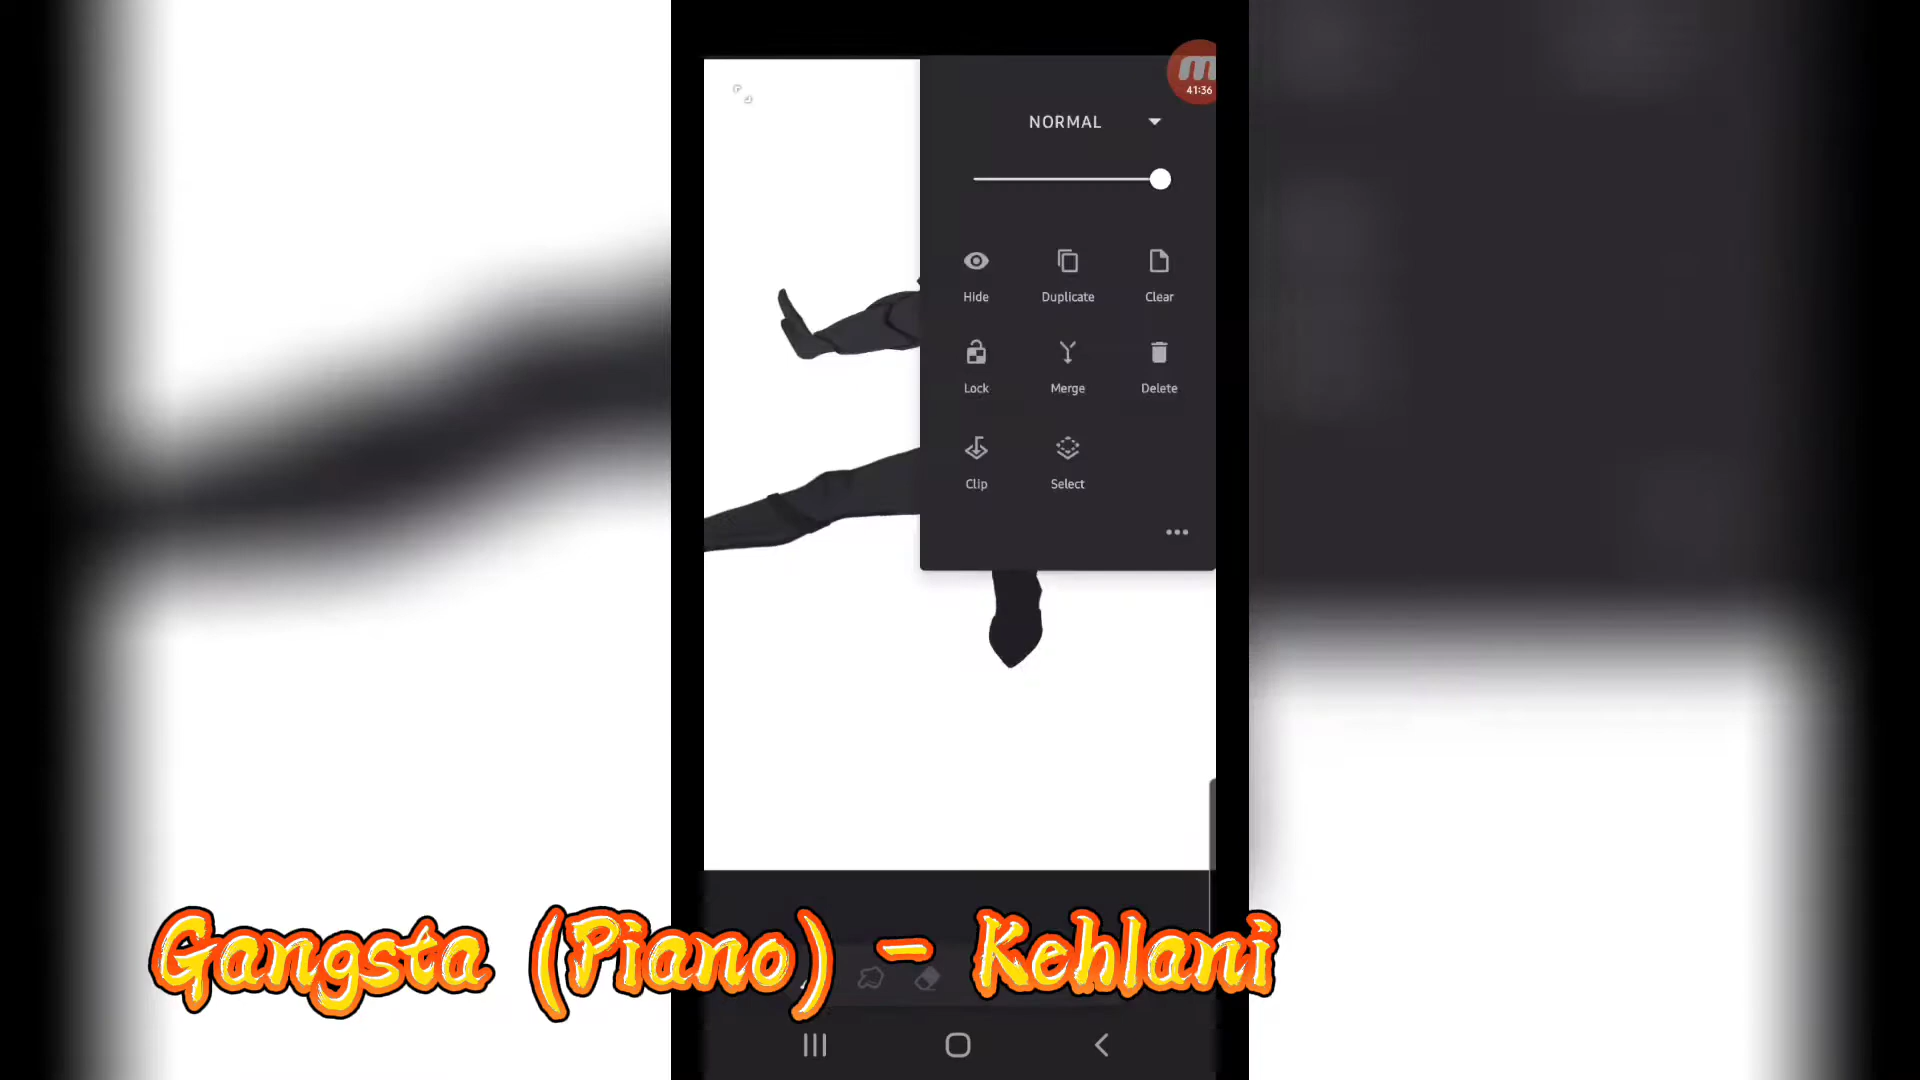 41:36
NORMAL
Hide Duplicate Clear
Lock Merge Delete
Clip Select
Gangsta (Piano) - Kehlani